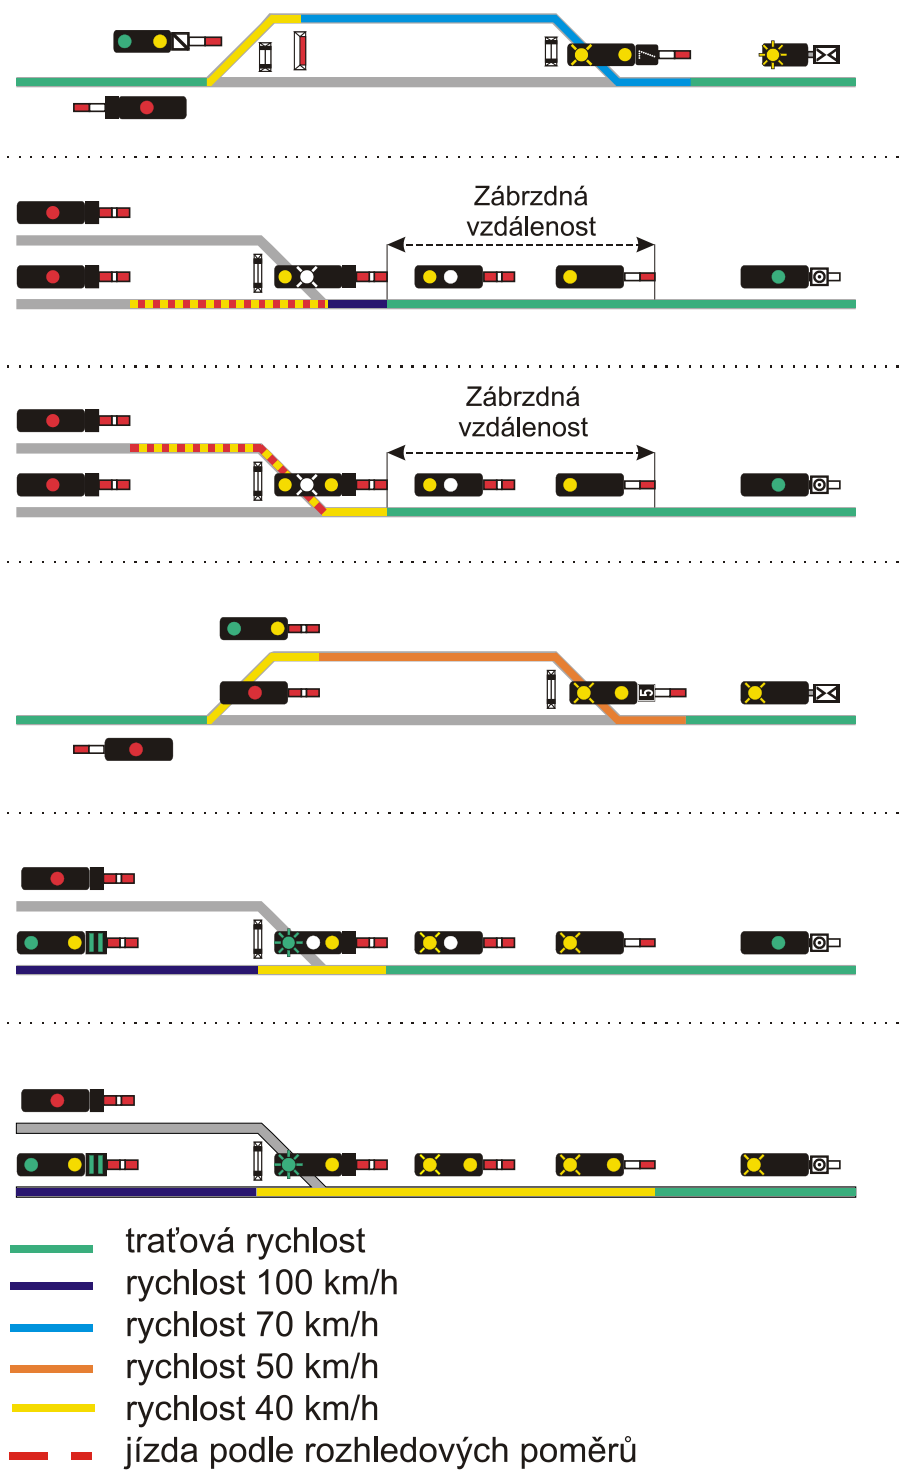 Zábrzdná
vzdálenost
Zábrzdná
vzdálenost
5
traťová rychlost
rychlost 100 km/h
rychlost 70 km/h
rychlost 50 km/h
rychlost 40 km/h
jízda podle rozhledových poměrů